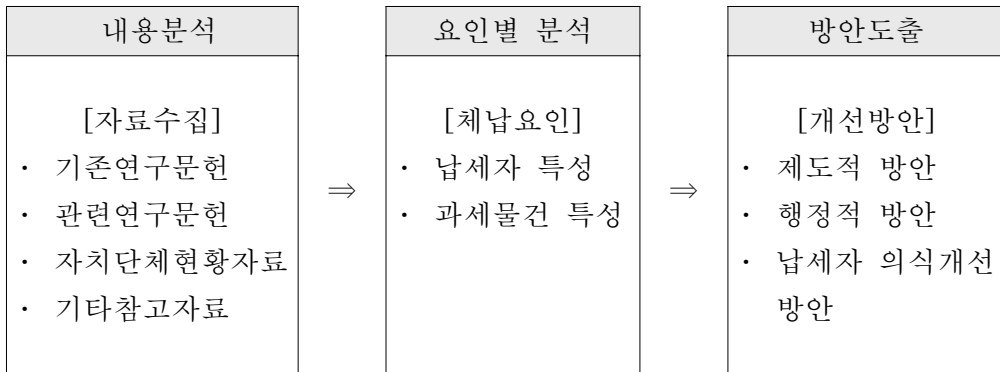 내용분석
[자료수집]
· 기존연구문헌
· 관련연구문헌
· 자치단체현황자료
· 기타참고자료
⇒
요인별 분석
[체납요인]
· 납세자 특성
· 과세물건 특성
⇒
방안도출
[개선방안]
· 제도적 방안
· 행정적 방안
· 납세자 의식개선
방안